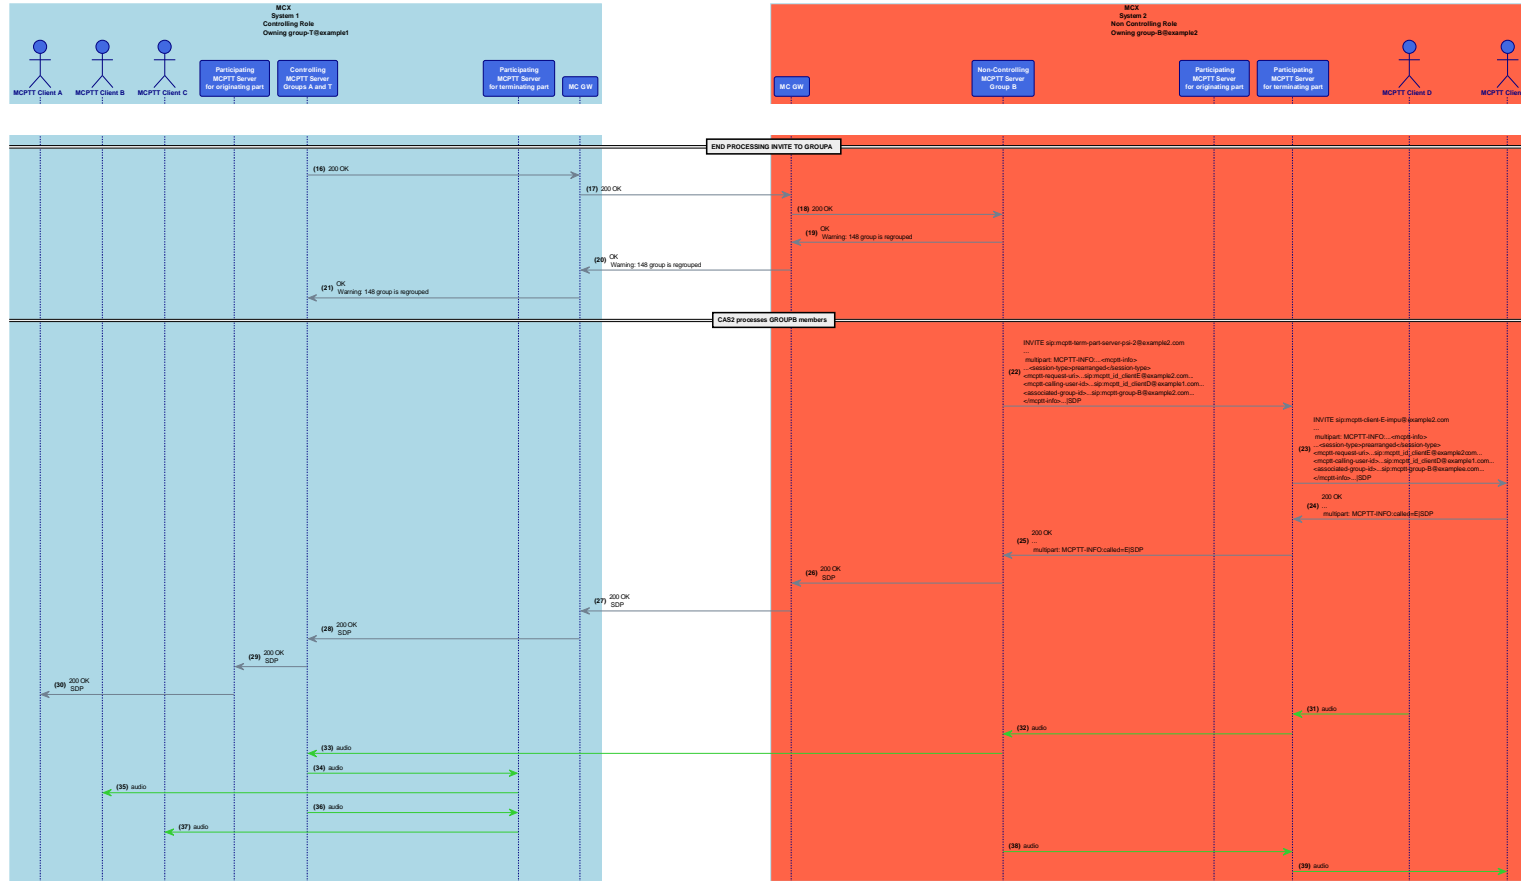 MCX
System 1
Controlling Role
Owning group-T@example1
MCX
System 2
Non Controlling Role
Owning group-B@example2
MCPTT Client A
MCPTT Client B
MCPTT Client C
Participating
MCPTT Server
for originating part
Controlling
MCPTT Server
Groups A and T
Participating
MCPTT Server
for terminating part
MC GW
MC GW
Non-Controlling
MCPTT Server
Group B
Participating
MCPTT Server
for originating part
Participating
MCPTT Server
for terminating part
MCPTT Client D
MCPTT Clien
END PROCESSING INVITE TO GROUPA
(16) 200 OK
(17) 200 OK
(18) 200 OK
(19) OK
Warning: 148 group is regrouped
(20) OK
Warning: 148 group is regrouped
(21) OK
Warning: 148 group is regrouped
CAS2 processes GROUPB members
INVITE sip:mcptt-term-part-server-psi-2@example2.com
...
multipart: MCPTT-INFO:...<mcptt-info>
...<session-type>prearranged</session-type>
(22) <mcptt-request-uri>...sip:mcptt_id_clientE@example2.com...
<mcptt-calling-user-id>...sip:mcptt_id_clientD@example1.com...
<associated-group-id>...sip:mcptt-group-B@example2.com...
</mcptt-info>...|SDP
INVITE sip:mcptt-client-E-impu@example2.com
...
multipart: MCPTT-INFO:...<mcptt-info>
...<session-type>prearranged</session-type>
(23) <mcptt-request-uri>...sip:mcptt_id_clientE@example2com...
<mcptt-calling-user-id>...sip:mcptt_id_clientD@example1.com...
<associated-group-id>...sip:mcptt-group-B@examplee.com...
</mcptt-info>...|SDP
200 OK
(24) ...
multipart: MCPTT-INFO:called=E|SDP
200 OK
(25) ...
multipart: MCPTT-INFO:called=E|SDP
(26) 200 OK
SDP
(27) 200 OK
SDP
(28) 200 OK
SDP
(29) 200 OK
SDP
(30) 200 OK
SDP
(31) audio
(32) audio
(33) audio
(34) audio
(35) audio
(36) audio
(37) audio
(38) audio
(39) audio